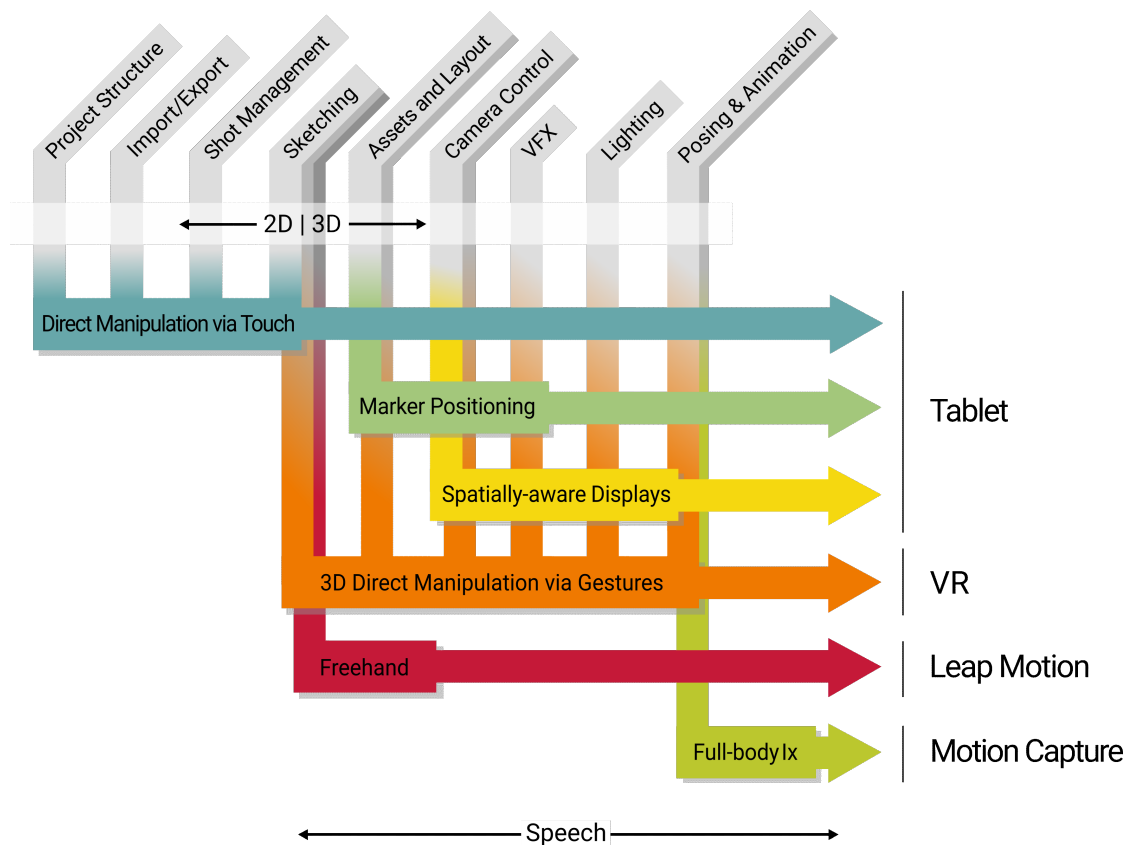 Project Structure
Import/Export
Shot Management
Sketching
Assets and Layout
Camera Control
VFX
Lighting
Posing & Animation
2D | 3D
Direct Manipulation via Touch
Marker Positioning
Tablet
Spatially-aware Displays
3D Direct Manipulation via Gestures
VR
Freehand
Leap Motion
Full-body Ix
Motion Capture
Speech